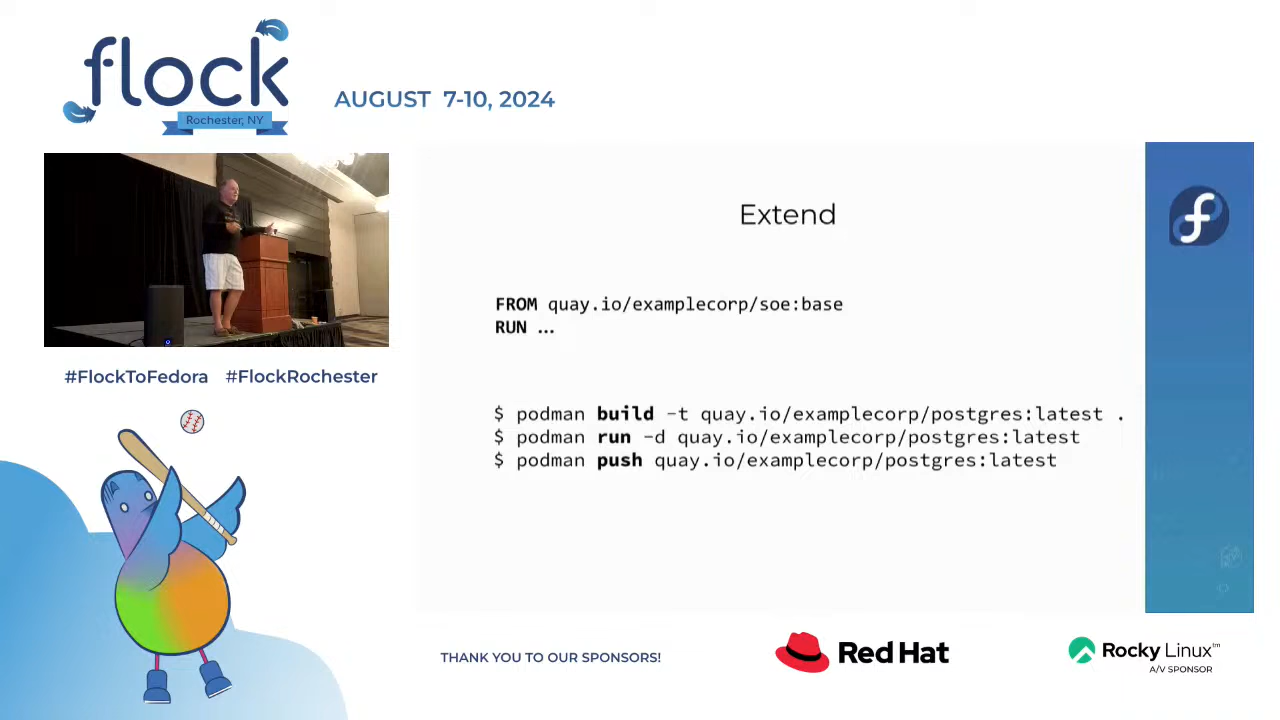 flock
Rochester, NY
AUGUST 7-10, 2024
#FlockToFedora #FlockRochester
Extend
FROM quay.io/examplecorp/soe:base
RUN ...
$ podman build -t quay.io/examplecorp/postgres:latest .
$ podman run -d quay.io/examplecorp/postgres:latest
$ podman push quay.io/examplecorp/postgres:latest
THANK YOU TO OUR SPONSORS!
Red Hat
Rocky Linux™
A/V SPONSOR